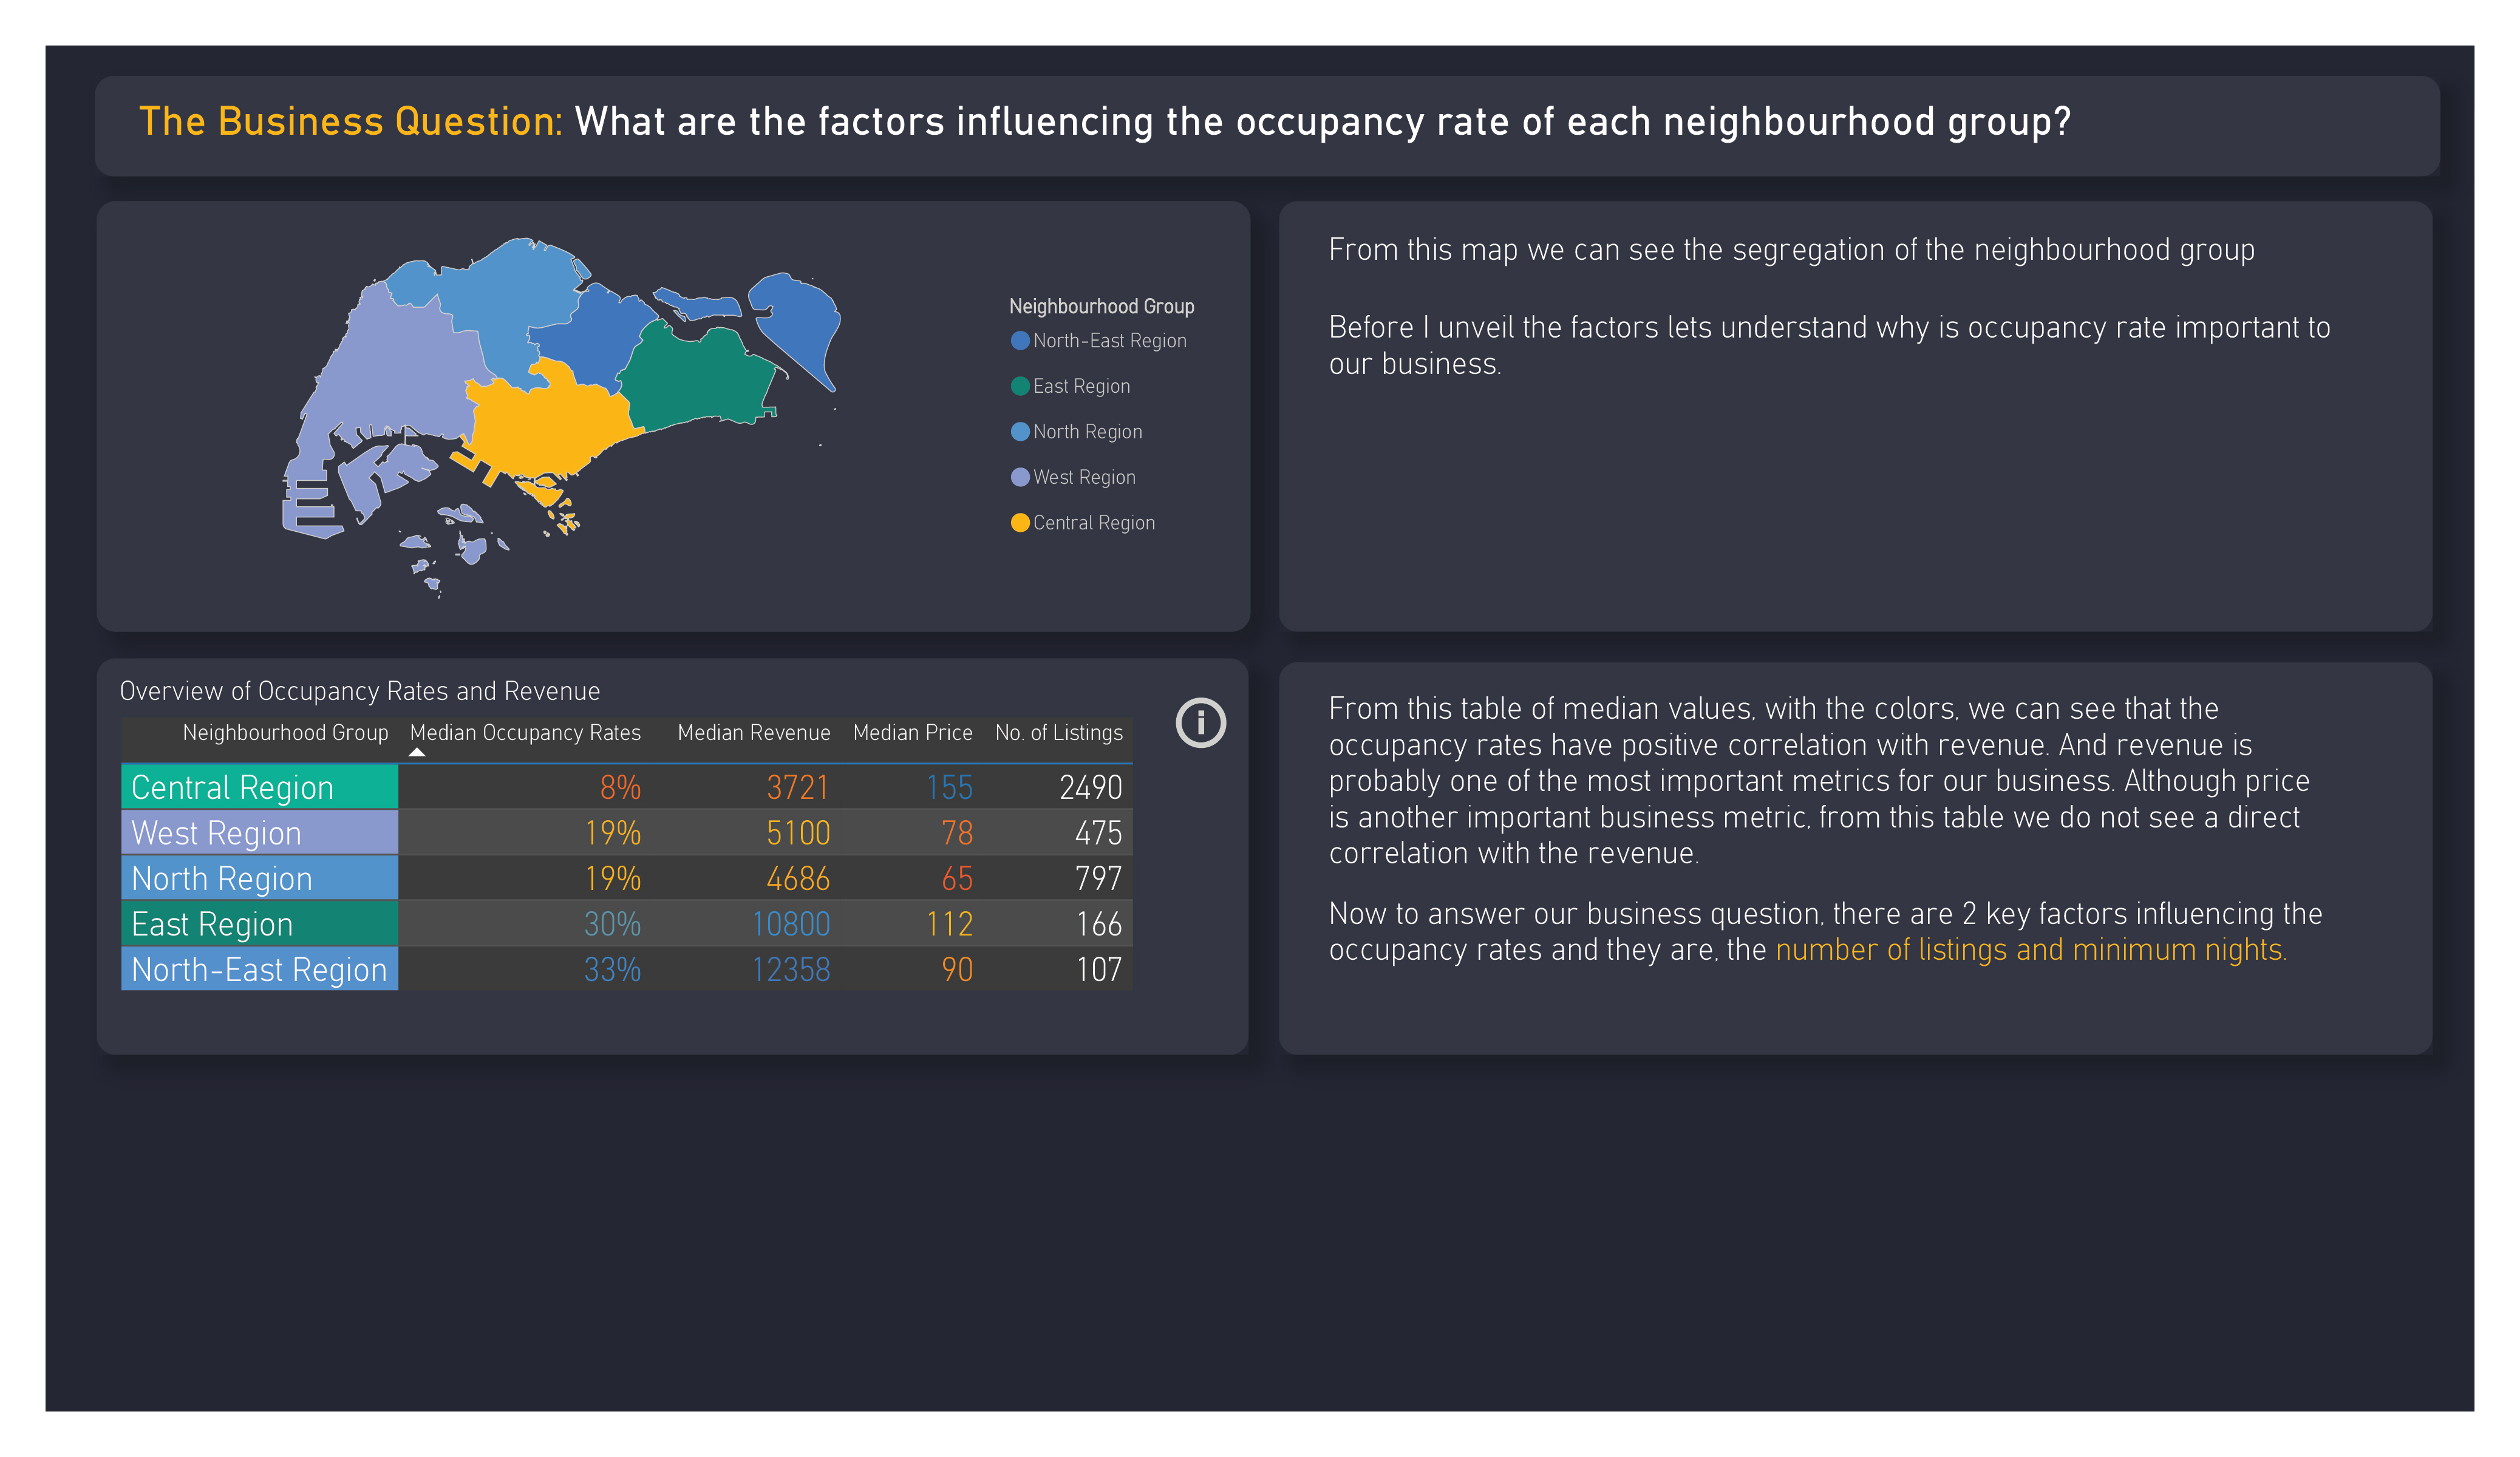 The Business Question: What are the factors influencing the occupancy rate of each neighbourhood group?
Neighbourhood Group
North-East Region
East Region
North Region
West Region
Central Region
From this map we can see the segregation of the neighbourhood group
Before I unveil the factors lets understand why is occupancy rate important to
our business.
Overview of Occupancy Rates and Revenue
Neighbourhood Group Median Occupancy Rates Median Revenue Median Price No. of Listings
Central Region 8% 3721 155 2490
West Region 19% 5100 78 475
North Region 19% 4686 65 797
East Region 30% 10800 112 166
North-East Region 33% 12358 90 107
From this table of median values, with the colors, we can see that the
occupancy rates have positive correlation with revenue. And revenue is
probably one of the most important metrics for our business. Although price
is another important business metric, from this table we do not see a direct
correlation with the revenue.
Now to answer our business question, there are 2 key factors influencing the
occupancy rates and they are, the number of listings and minimum nights.